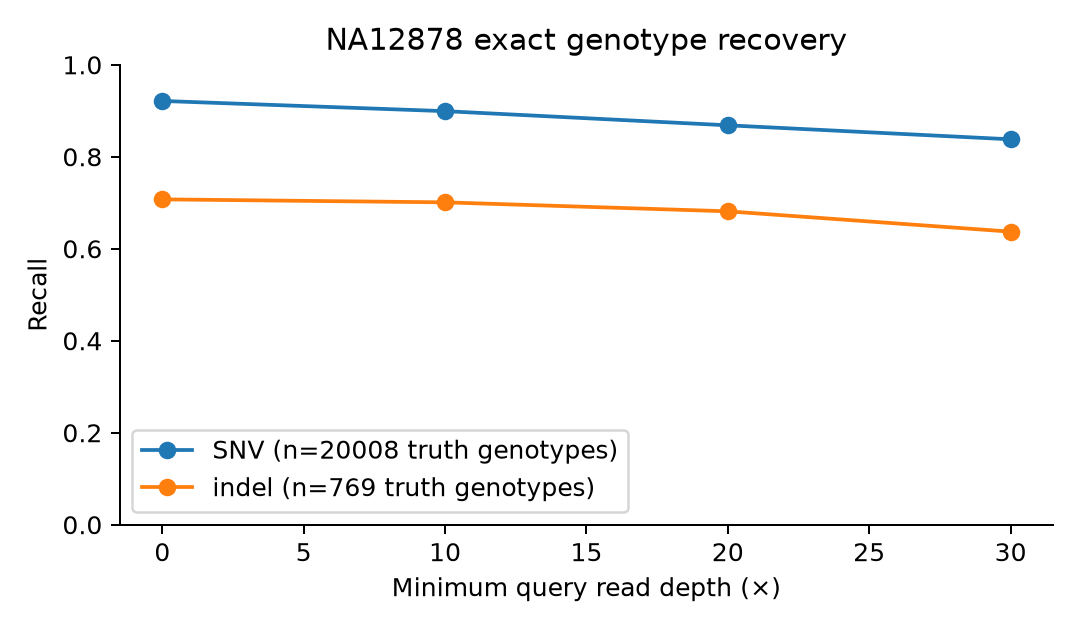 NA12878 exact genotype recovery
1.0
0.8
0.6
0.4
0.2
0.0
Recall
SNV (n=20008 truth genotypes)
indel (n=769 truth genotypes)
0 5 10 15 20 25 30
Minimum query read depth (×)